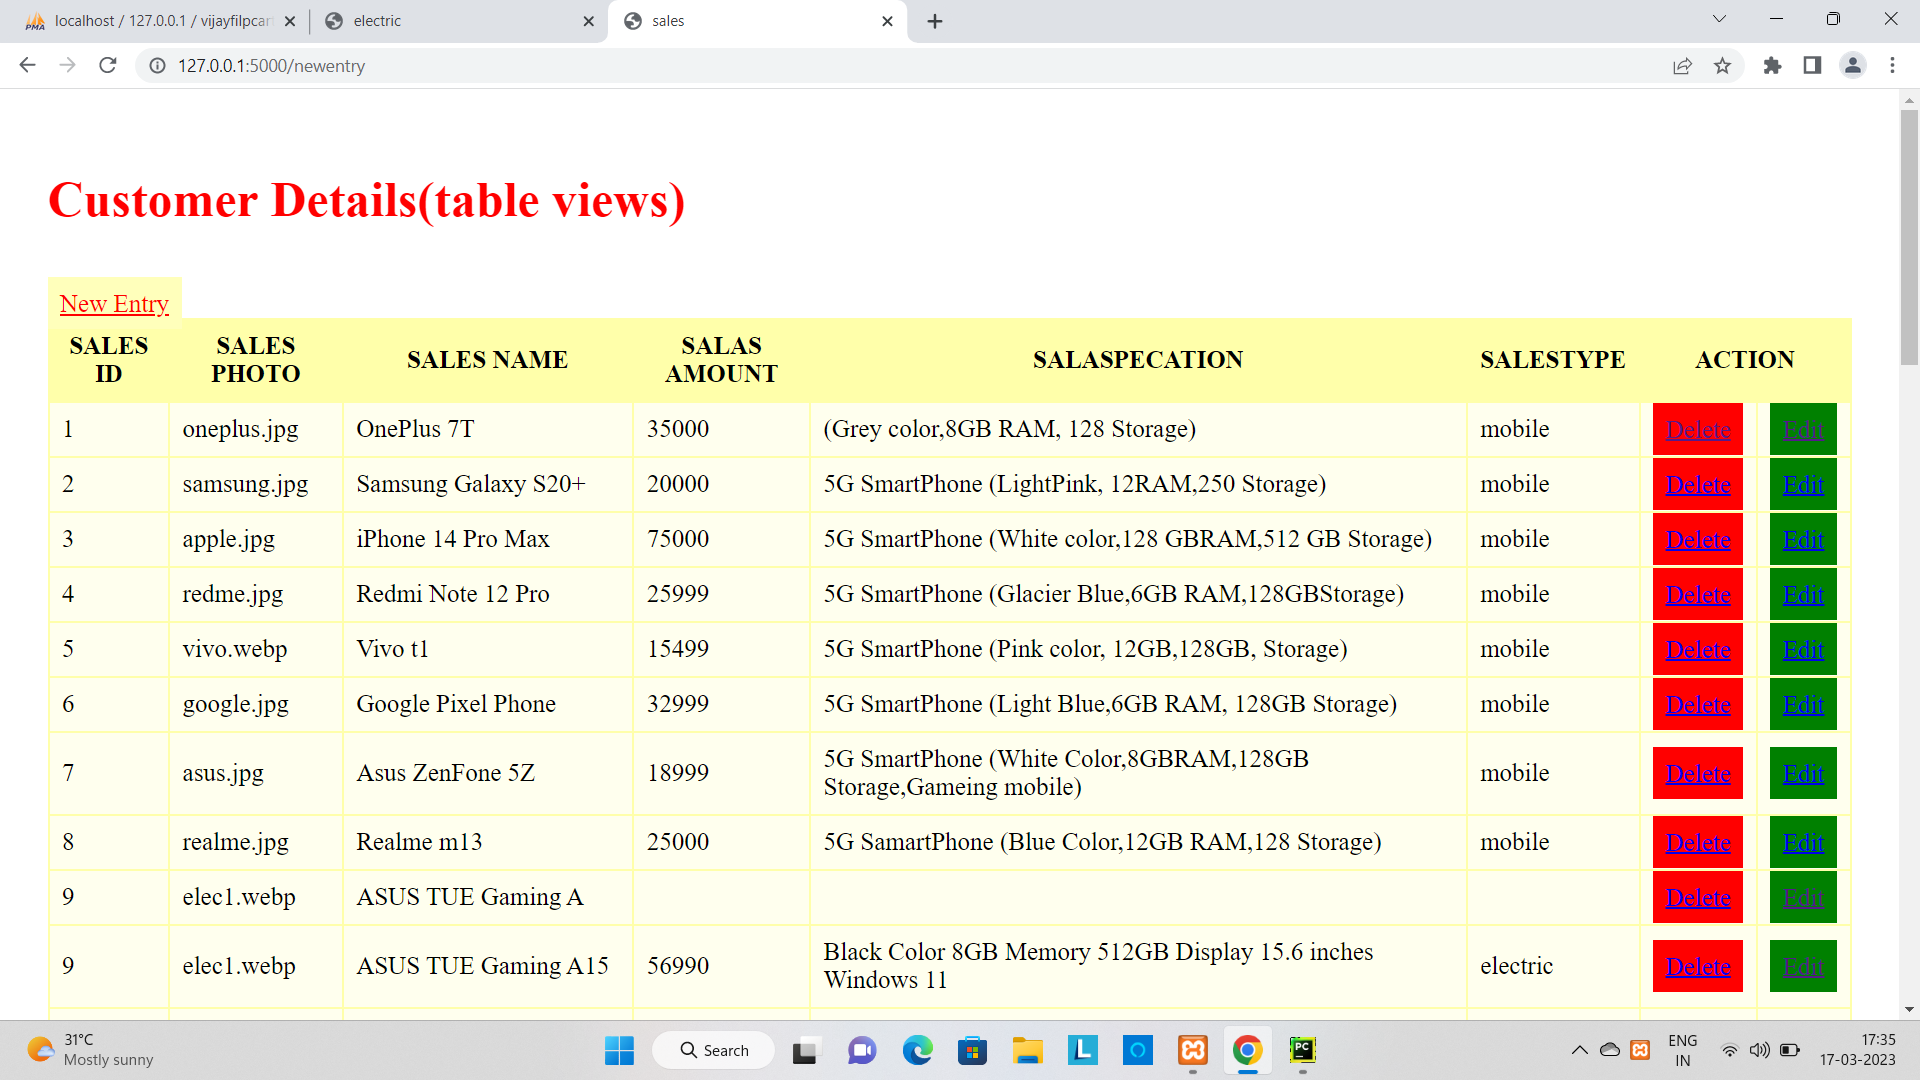 localhost / 127.0.0.1 / vijayfilpcar
electric
sales
127.0.0.1:5000/newentry
Customer Details(table views)
New Entry
SALES ID SALES PHOTO SALES NAME SALAS AMOUNT SALASPECATION SALESTYPE ACTION
1 oneplus.jpg OnePlus 7T 35000 (Grey color,8GB RAM, 128 Storage) mobile Delete Edit
2 samsung.jpg Samsung Galaxy S20+ 20000 5G SmartPhone (LightPink, 12RAM,250 Storage) mobile Delete Edit
3 apple.jpg iPhone 14 Pro Max 75000 5G SmartPhone (White color,128 GBRAM,512 GB Storage) mobile Delete Edit
4 redme.jpg Redmi Note 12 Pro 25999 5G SmartPhone (Glacier Blue,6GB RAM,128GBStorage) mobile Delete Edit
5 vivo.webp Vivo t1 15499 5G SmartPhone (Pink color, 12GB,128GB, Storage) mobile Delete Edit
6 google.jpg Google Pixel Phone 32999 5G SmartPhone (Light Blue,6GB RAM, 128GB Storage) mobile Delete Edit
7 asus.jpg Asus ZenFone 5Z 18999 5G SmartPhone (White Color,8GBRAM,128GB Storage,Gameing mobile) mobile Delete Edit
8 realme.jpg Realme m13 25000 5G SamartPhone (Blue Color,12GB RAM,128 Storage) mobile Delete Edit
9 elec1.webp ASUS TUE Gaming A Delete Edit
9 elec1.webp ASUS TUE Gaming A15 56990 Black Color 8GB Memory 512GB Display 15.6 inches Windows 11 electric Delete Edit
31°C
Mostly sunny
Search
ENG
IN
17:35
17-03-2023